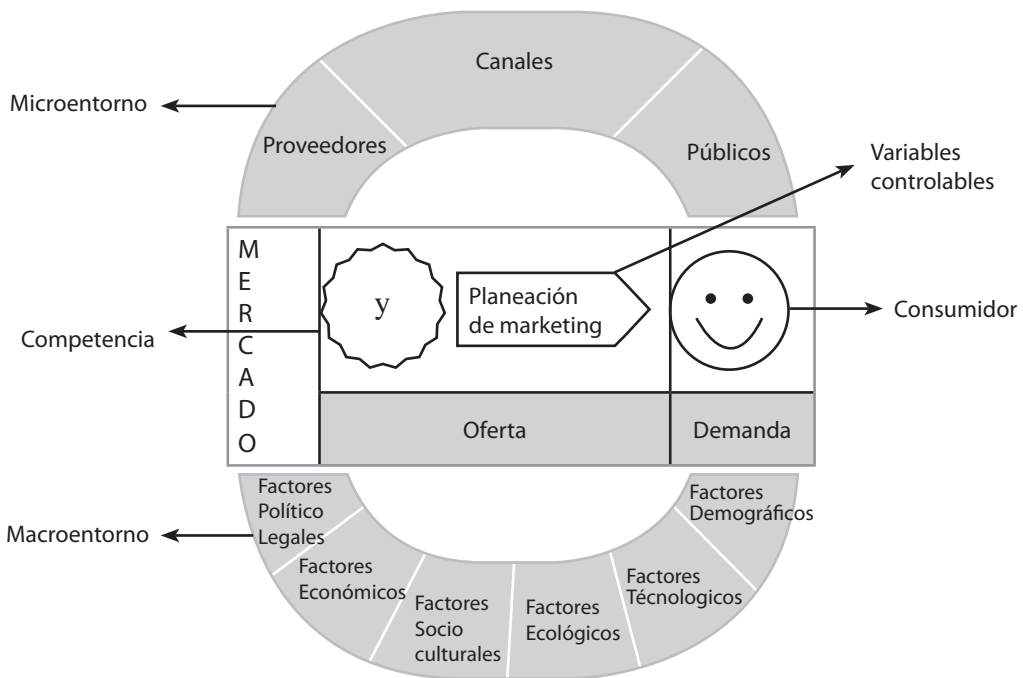 Canales
Microentorno
Proveedores
Públicos
Variables
controlables
M
E
R
C
A
D
O
y
Planeación
de marketing
Consumidor
Competencia
Oferta
Demanda
Macroentorno
Factores
Político
Legales
Factores
Económicos
Factores
Socio
culturales
Factores
Ecológicos
Factores
Técnologicos
Factores
Demográficos